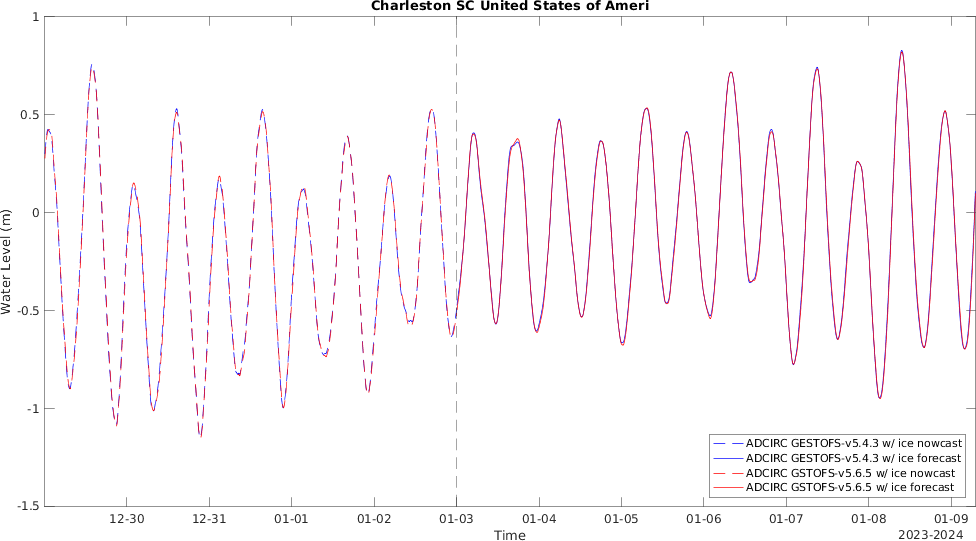 Charleston SC United States of Ameri
1
0.5
0
-0.5
-1
-1.5
Water Level (m)
12-30 12-31 01-01 01-02 01-03 01-04 01-05 01-06 01-07 01-08 01-09
Time
2023-2024
ADCIRC GESTOFS-v5.4.3 w/ ice nowcast
ADCIRC GESTOFS-v5.4.3 w/ ice forecast
ADCIRC GSTOFS-v5.6.5 w/ ice nowcast
ADCIRC GSTOFS-v5.6.5 w/ ice forecast